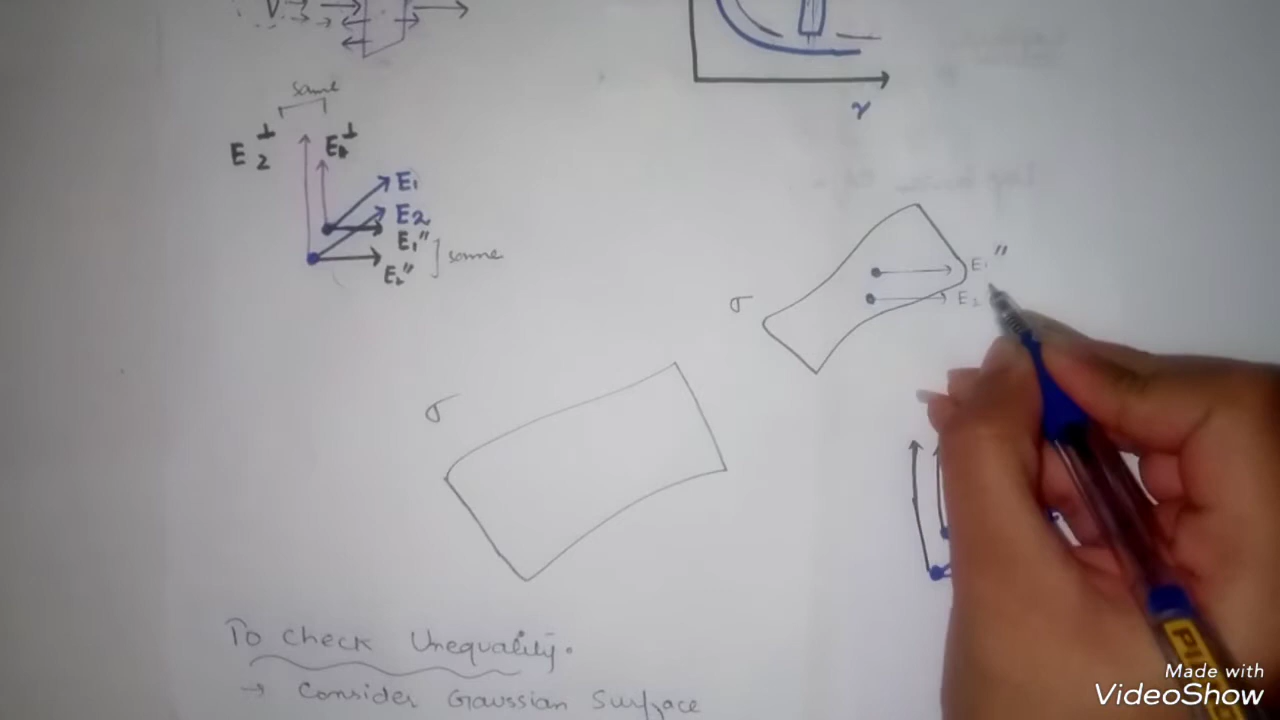 V
same
E2⊥ E1⊥
E1
E2
E1"
E2"
same
γ
σ
E1"
E2
σ
To check Unequality.
→ Consider Gaussian Surface
PI
Made with
VideoShow